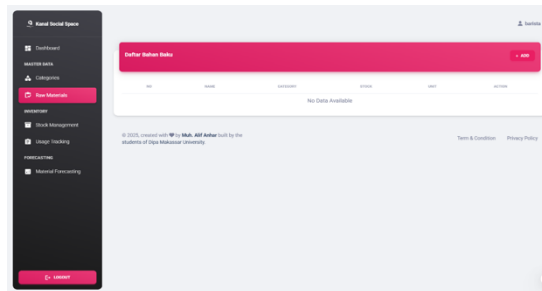 Kanal Social Space
barista
Dashboard
MASTER DATA
Categories
Raw Materials
INVENTORY
Stock Management
Usage Tracking
FORECASTING
Material Forecasting
LOGOUT
Daftar Bahan Baku
+ ADD
NO NAME CATEGORY STOCK UNIT ACTION
No Data Available
© 2025, created with ❤ by Muh. Alif Anhar built by the
students of Dipa Makassar University.
Term & Condition Privacy Policy